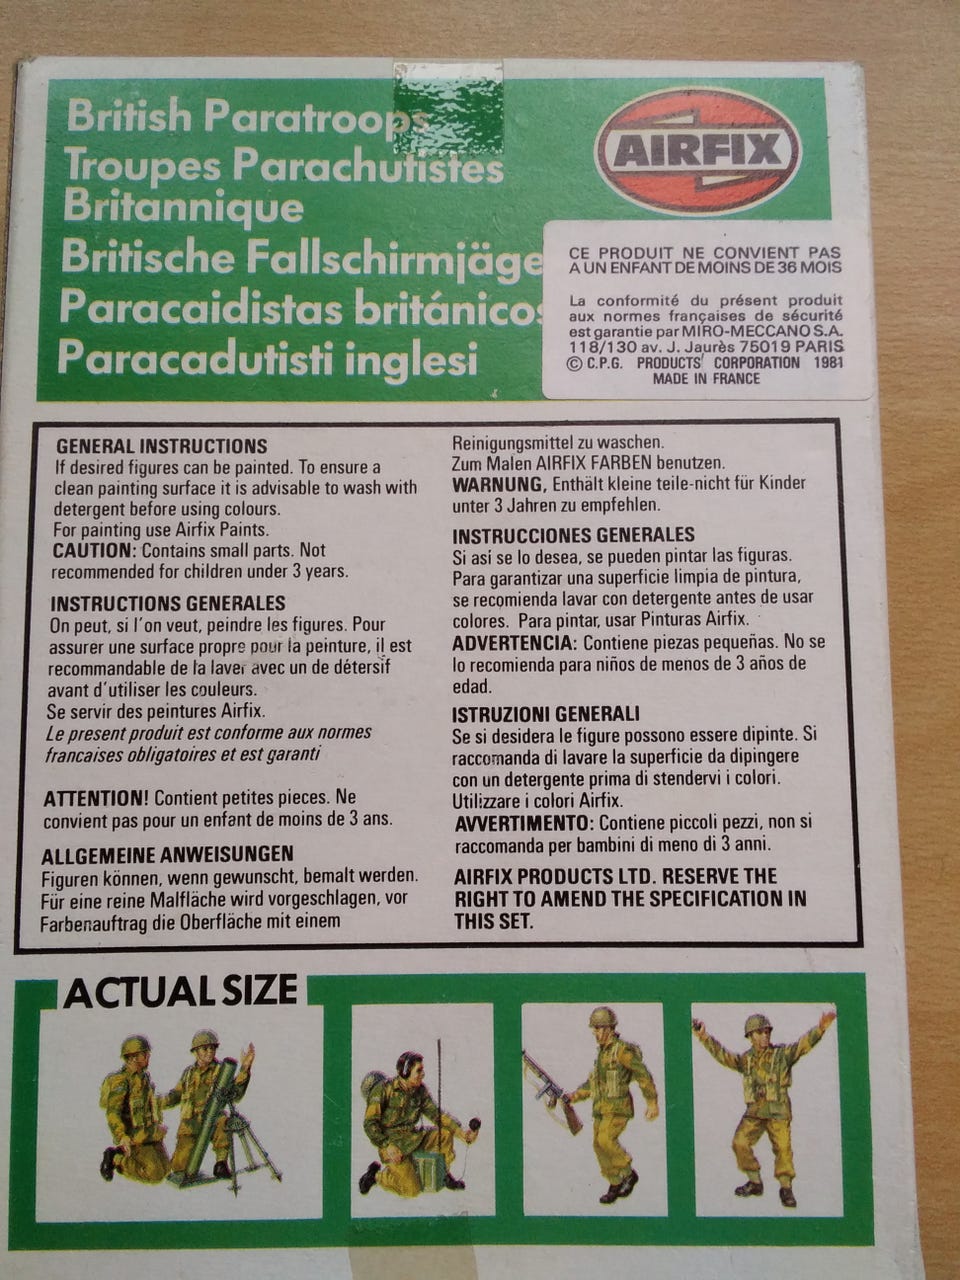 British Paratroops
Troupes Parachutistes
Britannique
Britische Fallschirmjäge
Paracaidistas británicos
Paracadutisti inglesi
AIRFIX
CE PRODUIT NE CONVIENT PAS
A UN ENFANT DE MOINS DE 36 MOIS
La conformité du présent produit
aux normes françaises de sécurité
est garantie par MIRO-MECCANO S.A.
118/130 av. J. Jaurès 75019 PARIS
© C.P.G. PRODUCTS' CORPORATION 1981
MADE IN FRANCE
GENERAL INSTRUCTIONS
If desired figures can be painted. To ensure a
clean painting surface it is advisable to wash with
detergent before using colours.
For painting use Airfix Paints.
CAUTION: Contains small parts. Not
recommended for children under 3 years.
INSTRUCTIONS GENERALES
On peut, si l'on veut, peindre les figures. Pour
assurer une surface propre pour la peinture, il est
recommandable de la laver avec un de détersif
avant d'utiliser les couleurs.
Se servir des peintures Airfix.
Le present produit est conforme aux normes
francaises obligatoires et est garanti
ATTENTION! Contient petites pieces. Ne
convient pas pour un enfant de moins de 3 ans.
ALLGEMEINE ANWEISUNGEN
Figuren können, wenn gewunscht, bemalt werden.
Für eine reine Malfläche wird vorgeschlagen, vor
Farbenauftrag die Oberfläche mit einem
Reinigungsmittel zu waschen.
Zum Malen AIRFIX FARBEN benutzen.
WARNUNG, Enthält kleine teile-nicht für Kinder
unter 3 Jahren zu empfehlen.
INSTRUCCIONES GENERALES
Si asi se lo desea, se pueden pintar las figuras.
Para garantizar una superficie limpia de pintura,
se recomienda lavar con detergente antes de usar
colores. Para pintar, usar Pinturas Airfix.
ADVERTENCIA: Contiene piezas pequeñas. No se
lo recomienda para niños de menos de 3 años de
edad.
ISTRUZIONI GENERALI
Se si desidera le figure possono essere dipinte. Si
raccomanda di lavare la superficie da dipingere
con un detergente prima di stendervi i colori.
Utilizzare i colori Airfix.
AVVERTIMENTO: Contiene piccoli pezzi, non si
raccomanda per bambini di meno di 3 anni.
AIRFIX PRODUCTS LTD. RESERVE THE
RIGHT TO AMEND THE SPECIFICATION IN
THIS SET.
ACTUAL SIZE